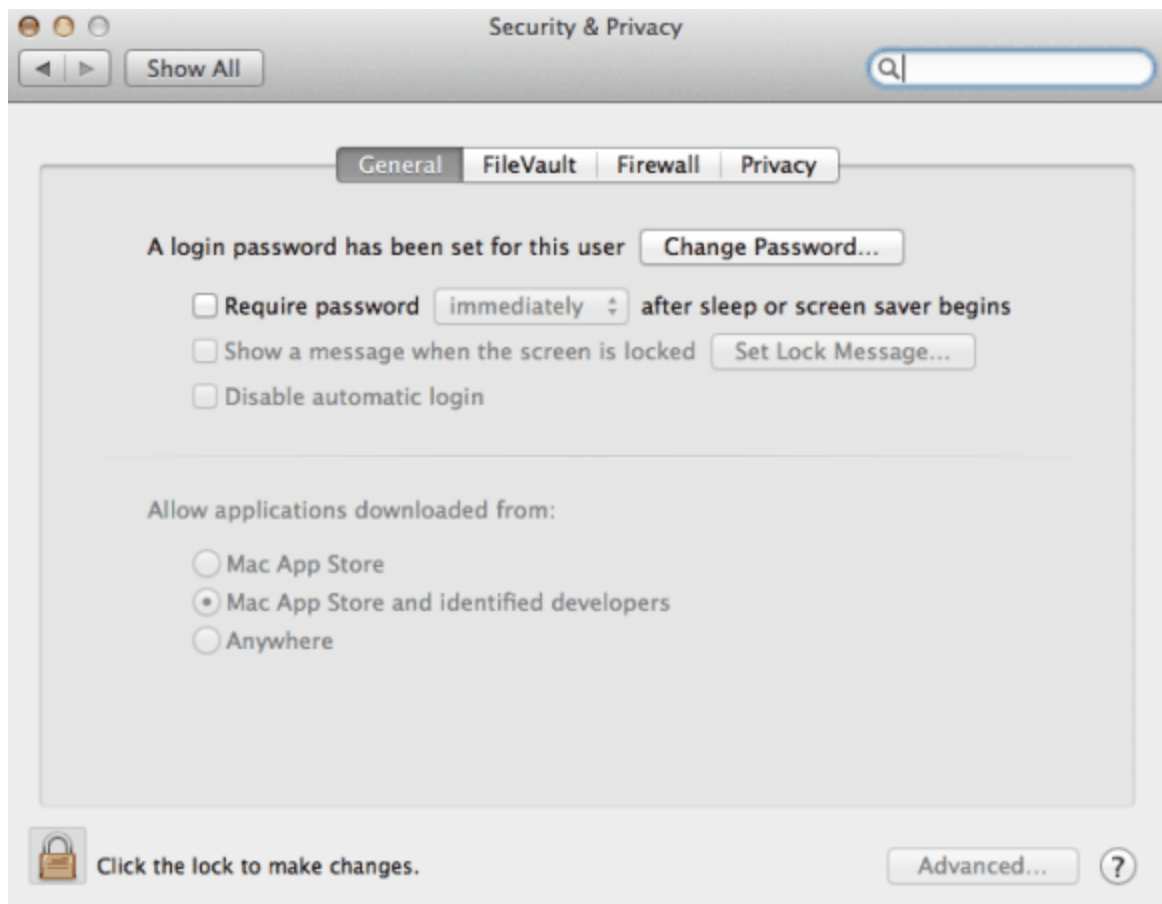 Security & Privacy
Show All
General FileVault Firewall Privacy
A login password has been set for this user Change Password...
Require password immediately after sleep or screen saver begins
Show a message when the screen is locked Set Lock Message...
Disable automatic login
Allow applications downloaded from:
Mac App Store
Mac App Store and identified developers
Anywhere
Click the lock to make changes. Advanced... ?